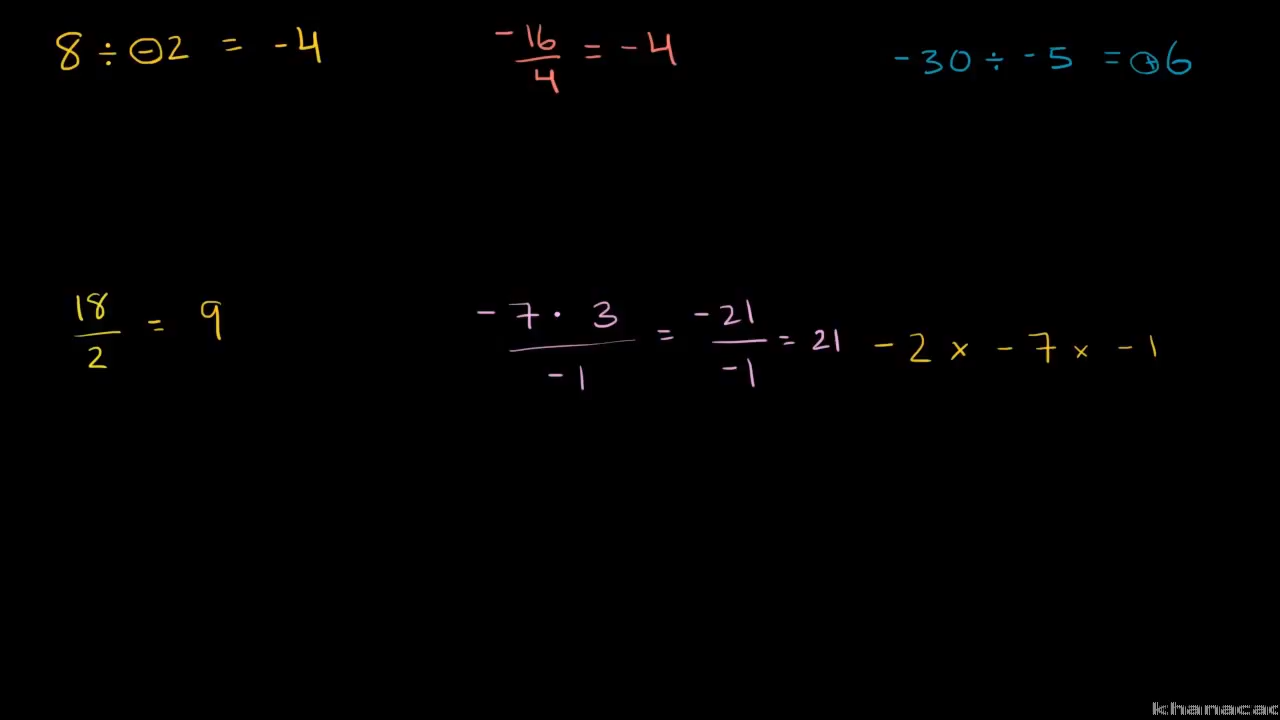 8 ÷ -2 = -4
-16/4 = -4
-30 ÷ -5 = +6
18/2 = 9
-7 · 3/-1 = -21/-1 = 21
-2 x -7 x -1
khanacac